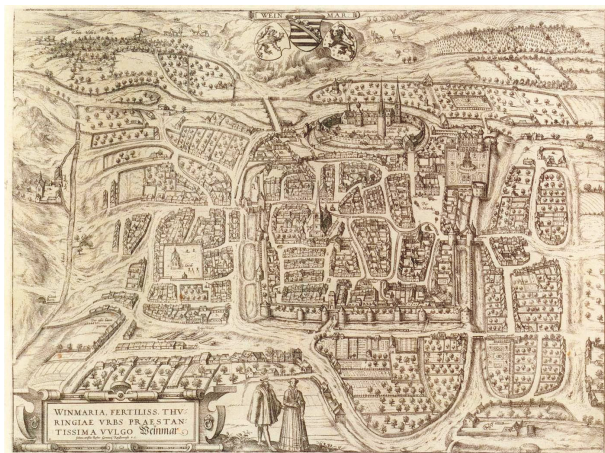 WEIN MAR
WINMARIA, FERTILISS. THV:
RINGIAE VRBS PRAESTAN
TISSIMA VVLGO Weinmar